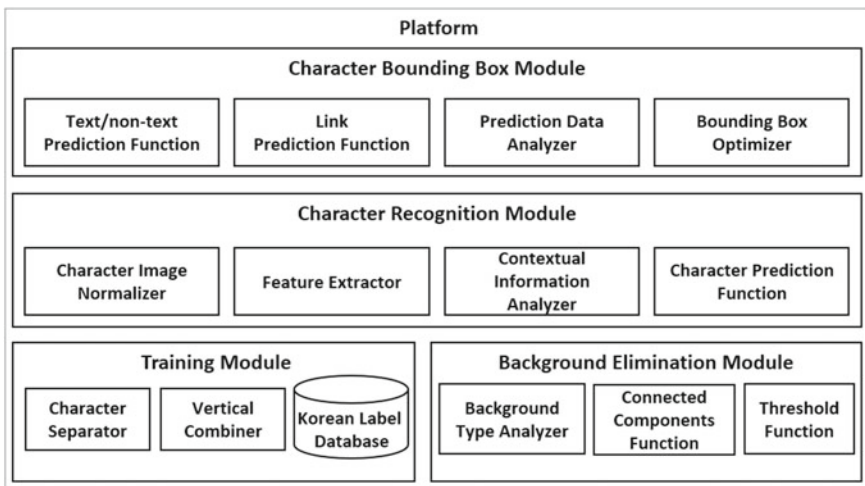 Platform
Character Bounding Box Module
Text/non-text
Prediction Function
Link
Prediction Function
Prediction Data
Analyzer
Bounding Box
Optimizer
Character Recognition Module
Character Image
Normalizer
Feature Extractor
Contextual
Information
Analyzer
Character Prediction
Function
Training Module
Character
Separator
Vertical
Combiner
Korean Label
Database
Background Elimination Module
Background
Type Analyzer
Connected
Components
Function
Threshold
Function